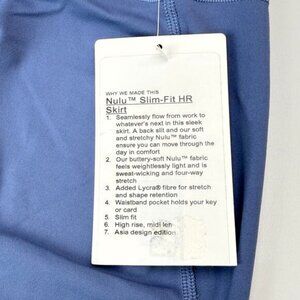 WHY WE MADE THIS
Nulu™ Slim-Fit HR
Skirt
1. Seamlessly flow from work to
whatever's next in this sleek
skirt. A back slit and our soft
and stretchy Nulu™ fabric
ensure you can move through the
day in comfort
2. Our buttery-soft Nulu™ fabric
feels weightlessly light and is
sweat-wicking and four-way
stretch
3. Added Lycra® fibre for stretch
and shape retention
4. Waistband pocket holds your key
or card
5. Slim fit
6. High rise, midi len
7. Asia design edition